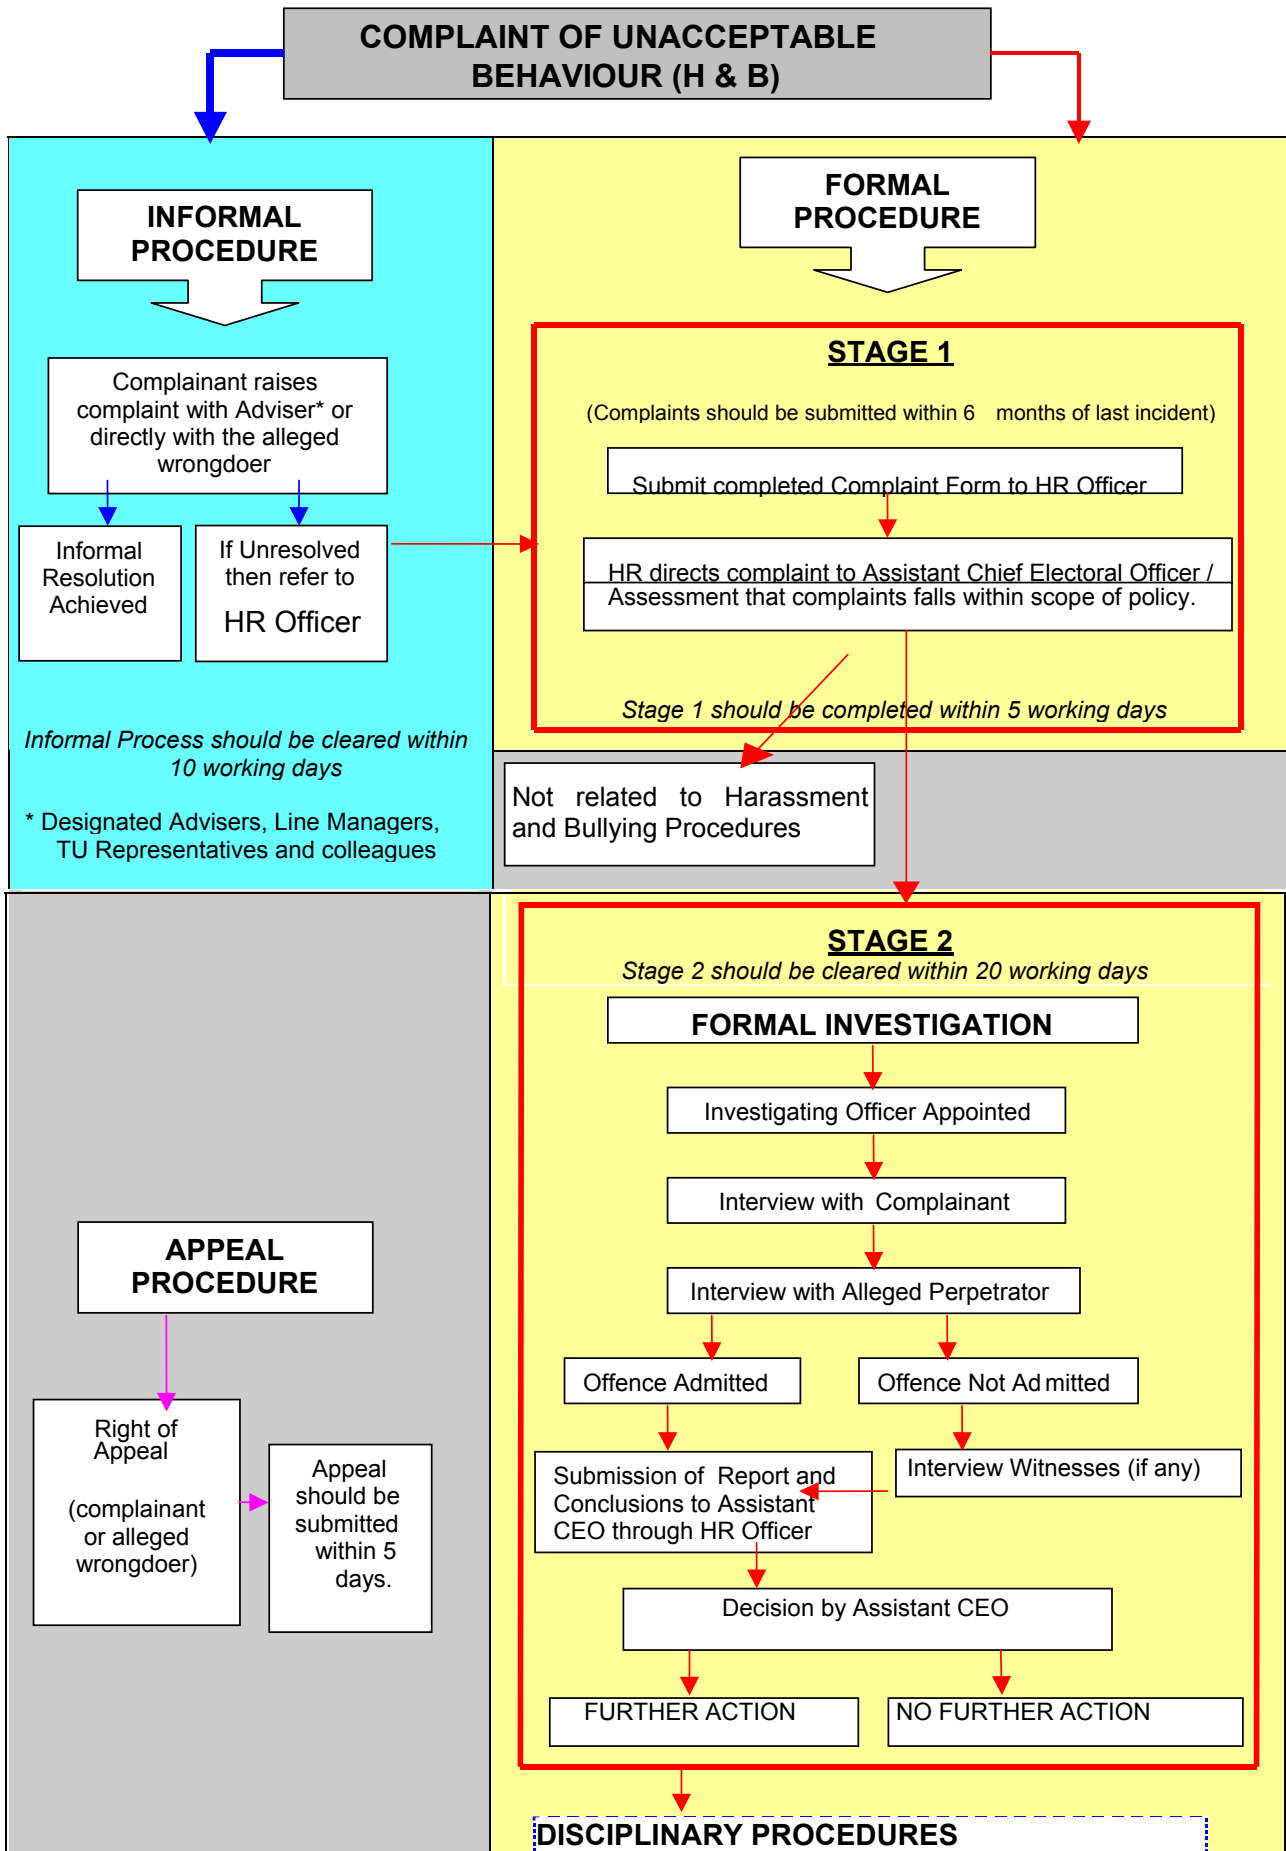 COMPLAINT OF UNACCEPTABLE
BEHAVIOUR (H & B)
INFORMAL
PROCEDURE
Complainant raises
complaint with Adviser* or
directly with the alleged
wrongdoer
Informal
Resolution
Achieved
If Unresolved
then refer to
HR Officer
Informal Process should be cleared within
10 working days
* Designated Advisers, Line Managers,
TU Representatives and colleagues
FORMAL
PROCEDURE
STAGE 1
(Complaints should be submitted within 6 months of last incident)
Submit completed Complaint Form to HR Officer
HR directs complaint to Assistant Chief Electoral Officer /
Assessment that complaints falls within scope of policy.
Stage 1 should be completed within 5 working days
Not related to Harassment
and Bullying Procedures
STAGE 2
Stage 2 should be cleared within 20 working days
FORMAL INVESTIGATION
Investigating Officer Appointed
Interview with Complainant
Interview with Alleged Perpetrator
Offence Admitted
Offence Not Admitted
Interview Witnesses (if any)
Submission of Report and
Conclusions to Assistant
CEO through HR Officer
Decision by Assistant CEO
FURTHER ACTION
NO FURTHER ACTION
DISCIPLINARY PROCEDURES
APPEAL
PROCEDURE
Right of
Appeal
(complainant
or alleged
wrongdoer)
Appeal
should be
submitted
within 5
days.